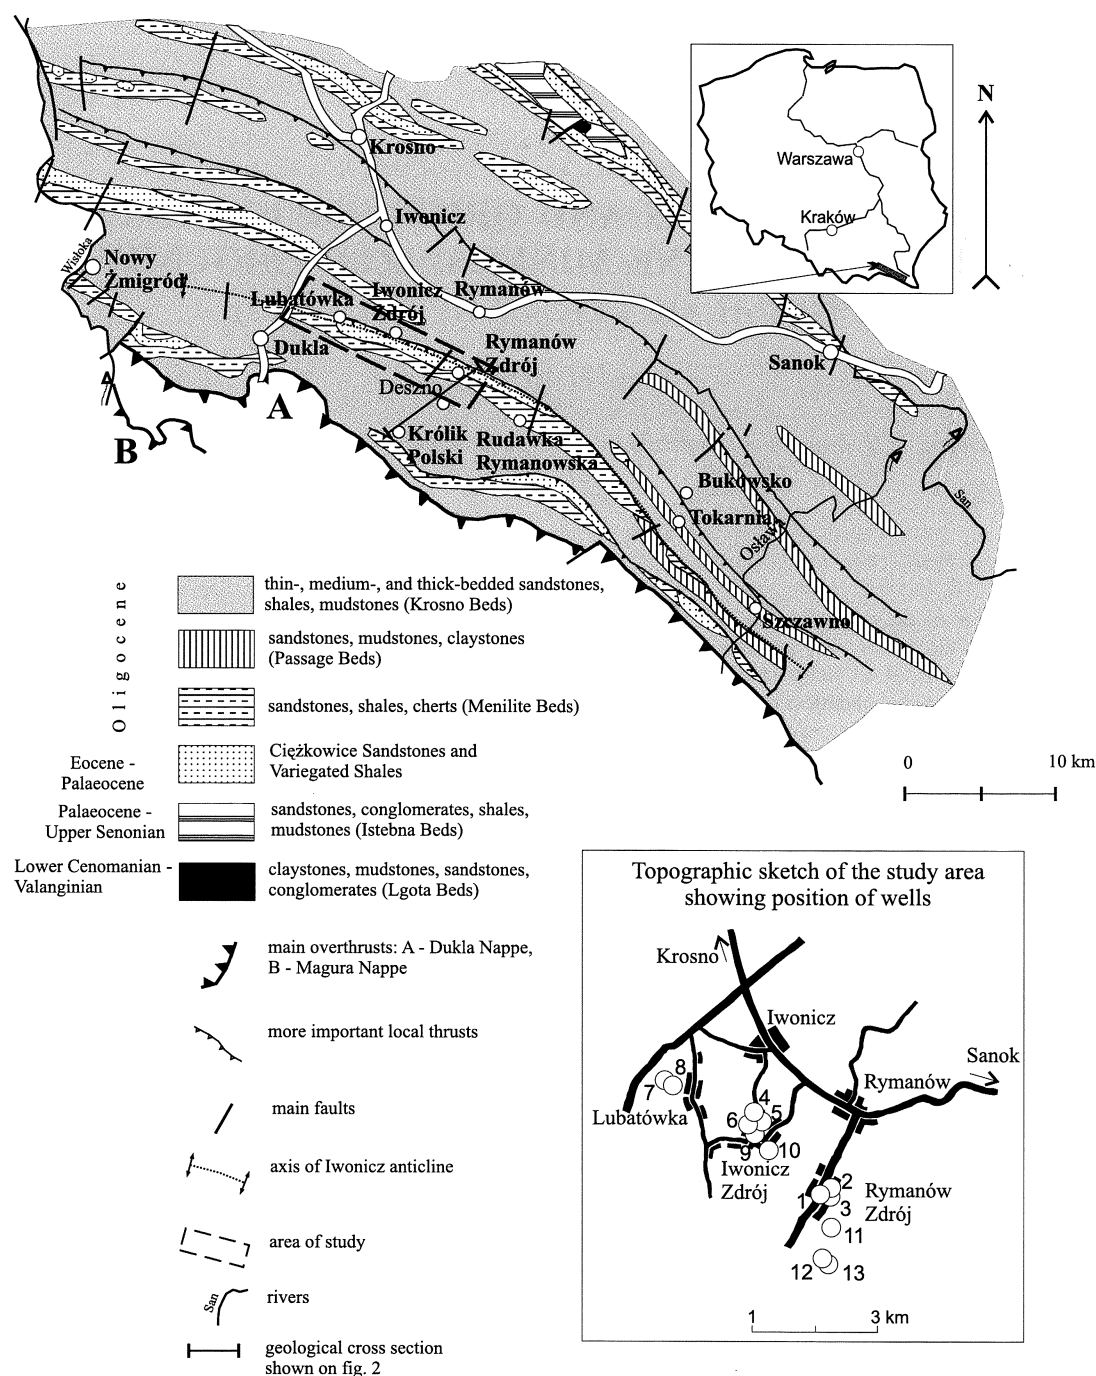 Warszawa
Kraków
N
Krosno
Iwonicz
Wisłoka
Nowy
Żmigród
Lubatówka
Iwonicz
Zdrój
Rymanów
Dukla
Rymanów
Zdrój
Sanok
Deszno
A
B
Królik
Polski
Rudawka
Rymanowska
Bukowsko
Tokarnia
Osława
San
Szczawno
0 10 km
Oligocene
thin-, medium-, and thick-bedded sandstones,
shales, mudstones (Krosno Beds)
sandstones, mudstones, claystones
(Passage Beds)
sandstones, shales, cherts (Menilite Beds)
Eocene -
Palaeocene
Ciężkowice Sandstones and
Variegated Shales
Palaeocene -
Upper Senonian
sandstones, conglomerates, shales,
mudstones (Istebna Beds)
Lower Cenomanian -
Valanginian
claystones, mudstones, sandstones,
conglomerates (Lgota Beds)
main overthrusts: A - Dukla Nappe,
B - Magura Nappe
more important local thrusts
main faults
axis of Iwonicz anticline
area of study
San
rivers
geological cross section
shown on fig. 2
Topographic sketch of the study area
showing position of wells
Krosno
Iwonicz
Sanok
Rymanów
8
7
Lubatówka
4
5
6
9
10
Iwonicz
Zdrój
2
1
3
Rymanów
Zdrój
11
12
13
1 3 km